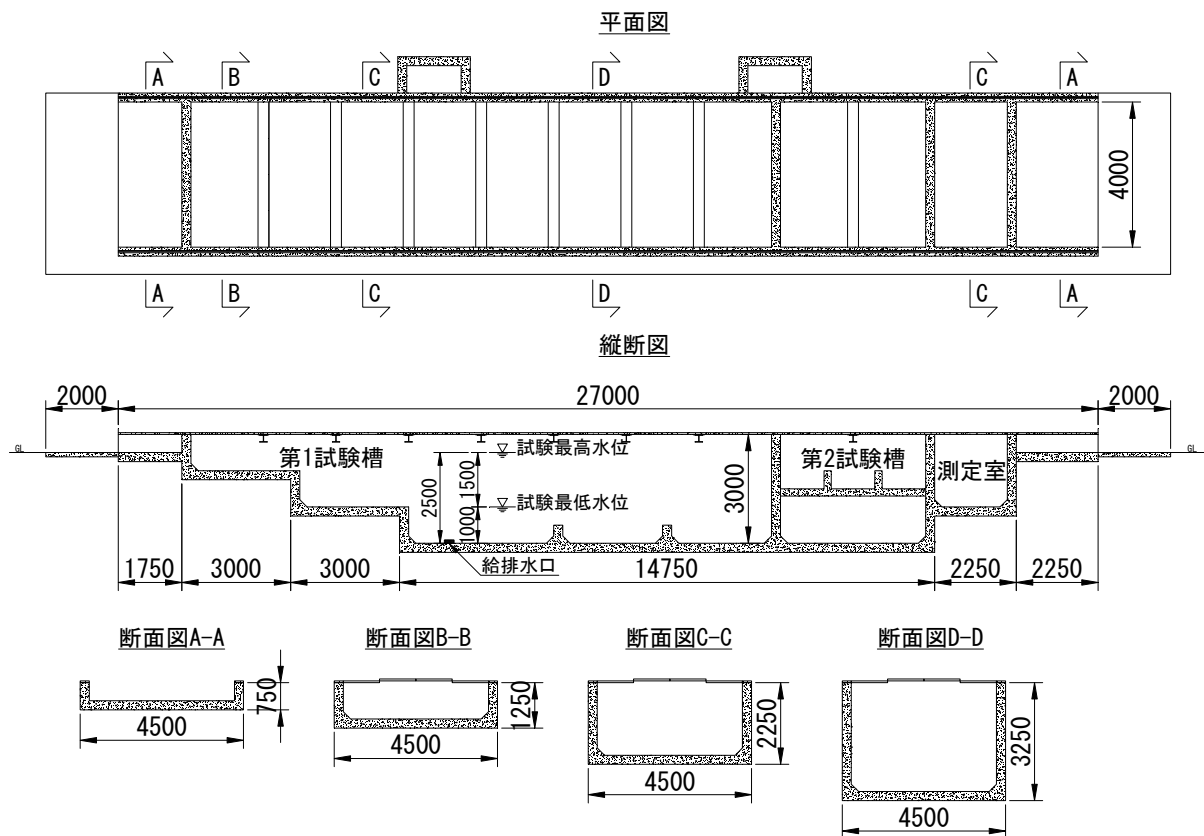 平面図
A B C D C A
4000
A B C D C A
縦断図
2000 27000 2000
GL GL
第1試験槽 試験最高水位 第2試験槽 測定室
2500 1500 3000
試験最低水位
1000
給排水口
1750 3000 3000 14750 2250 2250
断面図A-A 断面図B-B 断面図C-C 断面図D-D
750 1250 2250 3250
4500 4500 4500 4500